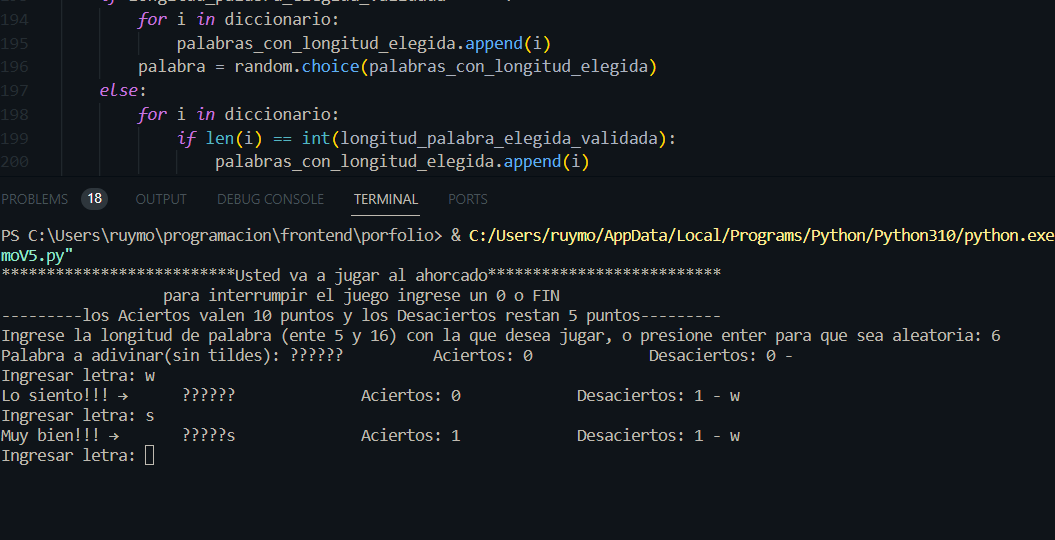 194 for i in diccionario:
195 palabras_con_longitud_elegida.append(i)
196 palabra = random.choice(palabras_con_longitud_elegida)
197 else:
198 for i in diccionario:
199 if len(i) == int(longitud_palabra_elegida_validada):
200 palabras_con_longitud_elegida.append(i)
PROBLEMS 18 OUTPUT DEBUG CONSOLE TERMINAL PORTS
PS C:\Users\ruymo\programacion\frontend\porfolio> & C:/Users/ruymo/AppData/Local/Programs/Python/Python310/python.exe
moV5.py"
**************************Usted va a jugar al ahorcado**************************
para interrumpir el juego ingrese un 0 o FIN
---------los Aciertos valen 10 puntos y los Desaciertos restan 5 puntos---------
Ingrese la longitud de palabra (ente 5 y 16) con la que desea jugar, o presione enter para que sea aleatoria: 6
Palabra a adivinar(sin tildes): ?????? Aciertos: 0 Desaciertos: 0 -
Ingresar letra: w
Lo siento!!! → ?????? Aciertos: 0 Desaciertos: 1 - w
Ingresar letra: s
Muy bien!!! → ?????s Aciertos: 1 Desaciertos: 1 - w
Ingresar letra: